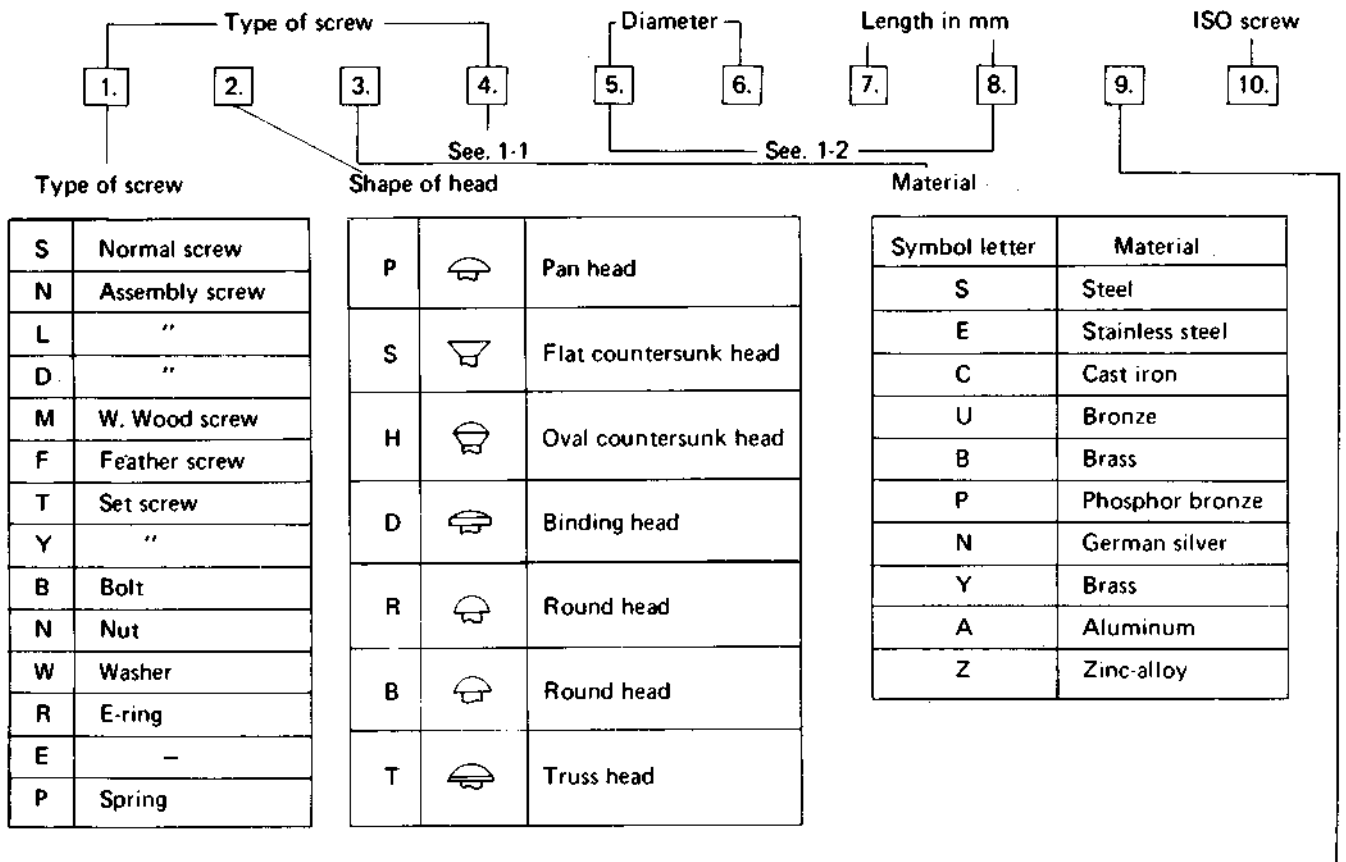 Type of screw Diameter Length in mm ISO screw
1. 2. 3. 4. 5. 6. 7. 8. 9. 10.
See. 1-1 See. 1-2
Type of screw Shape of head Material
S Normal screw
N Assembly screw
L "
D "
M W. Wood screw
F Feather screw
T Set screw
Y "
B Bolt
N Nut
W Washer
R E-ring
E –
P Spring
P Pan head
S Flat countersunk head
H Oval countersunk head
D Binding head
R Round head
B Round head
T Truss head
Symbol letter Material
S Steel
E Stainless steel
C Cast iron
U Bronze
B Brass
P Phosphor bronze
N German silver
Y Brass
A Aluminum
Z Zinc-alloy